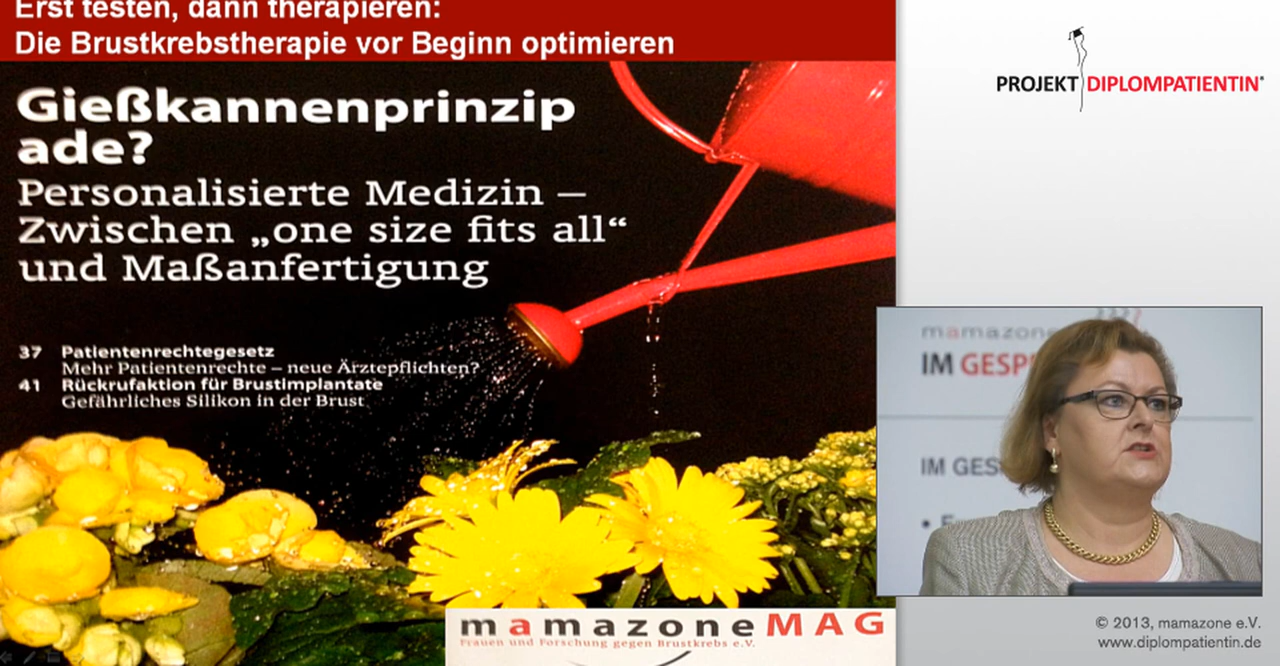 Erst testen, dann therapieren:
Die Brustkrebstherapie vor Beginn optimieren
Gießkannenprinzip
ade?
Personalisierte Medizin –
Zwischen „one size fits all“
und Maßanfertigung
37 Patientenrechtegesetz
Mehr Patientenrechte – neue Ärztepflichten?
41 Rückrufaktion für Brustimplantate
Gefährliches Silikon in der Brust
mamazoneMAG
Frauen und Forschung gegen Brustkrebs e.V.
PROJEKT DIPLOMPATIENTIN®
mamazone
IM GESP
IM GES
© 2013, mamazone e.V.
www.diplompatientin.de